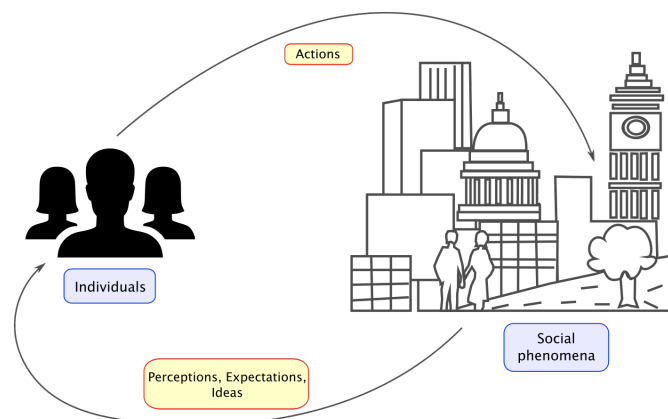 Actions
Individuals
Social
phenomena
Perceptions, Expectations,
Ideas